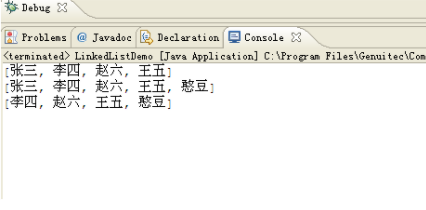 Debug
Problems @ Javadoc Declaration Console
<terminated> LinkedListDemo [Java Application] C:\Program Files\Genuitec\Com
[张三, 李四, 赵六, 王五]
[张三, 李四, 赵六, 王五, 憨豆]
[李四, 赵六, 王五, 憨豆]